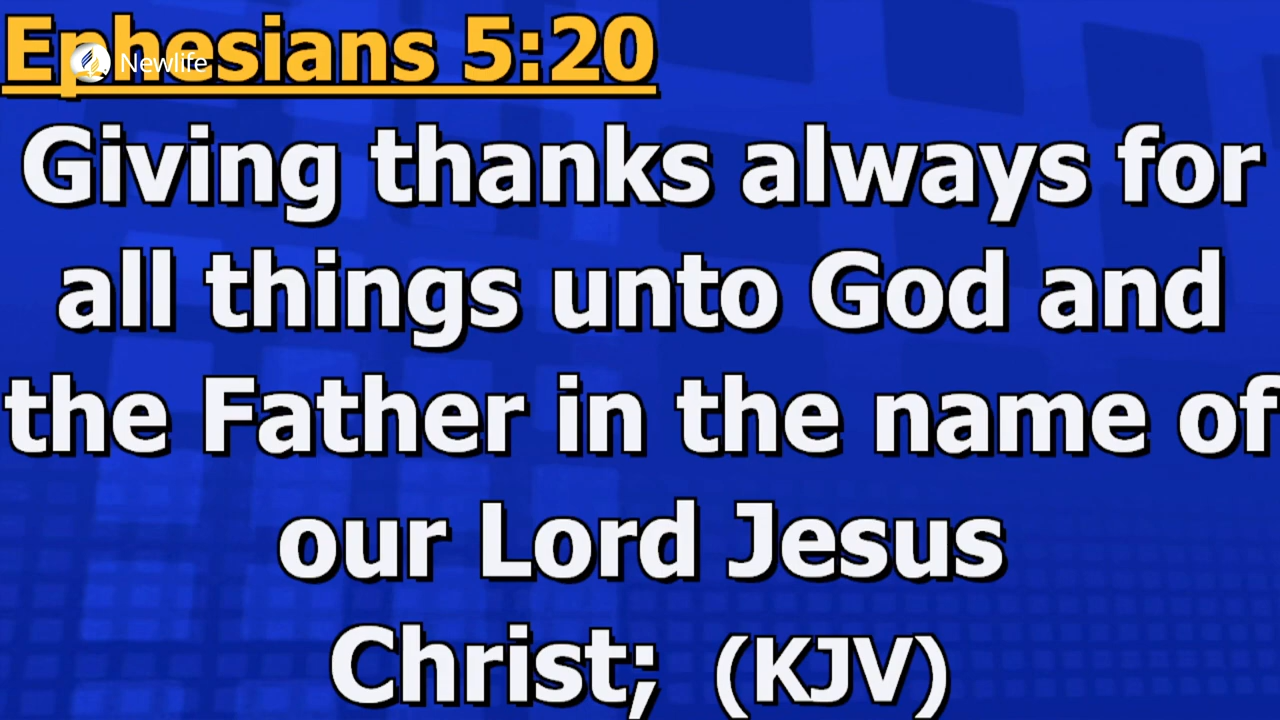 Ephesians 5:20
Newlife
Giving thanks always for
all things unto God and
the Father in the name of
our Lord Jesus
Christ; (KJV)